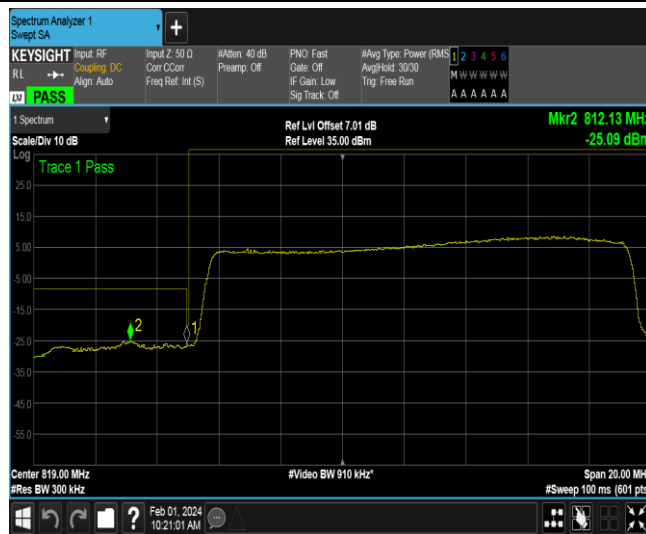 Spectrum Analyzer 1
Swept SA
+
KEYSIGHT
RL
LXI PASS
Input: RF
Coupling: DC
Align: Auto
Input Z: 50 Ω
Corr CCorr
Freq Ref: Int (S)
#Atten: 40 dB
Preamp: Off
PNO: Fast
Gate: Off
IF Gain: Low
Sig Track: Off
#Avg Type: Power (RMS
Avg|Hold: 30/30
Trig: Free Run
1 2 3 4 5 6
M W W W W W
A A A A A A
1 Spectrum
Scale/Div 10 dB
Ref Lvl Offset 7.01 dB
Ref Level 35.00 dBm
Mkr2 812.13 MHz
-25.09 dBm
Log
Trace 1 Pass
25.0
15.0
5.00
-5.00
-15.0
-25.0
-35.0
-45.0
-55.0
2
1
Center 819.00 MHz
#Res BW 300 kHz
#Video BW 910 kHz*
Span 20.00 MH
#Sweep 100 ms (601 pts
?
Feb 01, 2024
10:21:01 AM